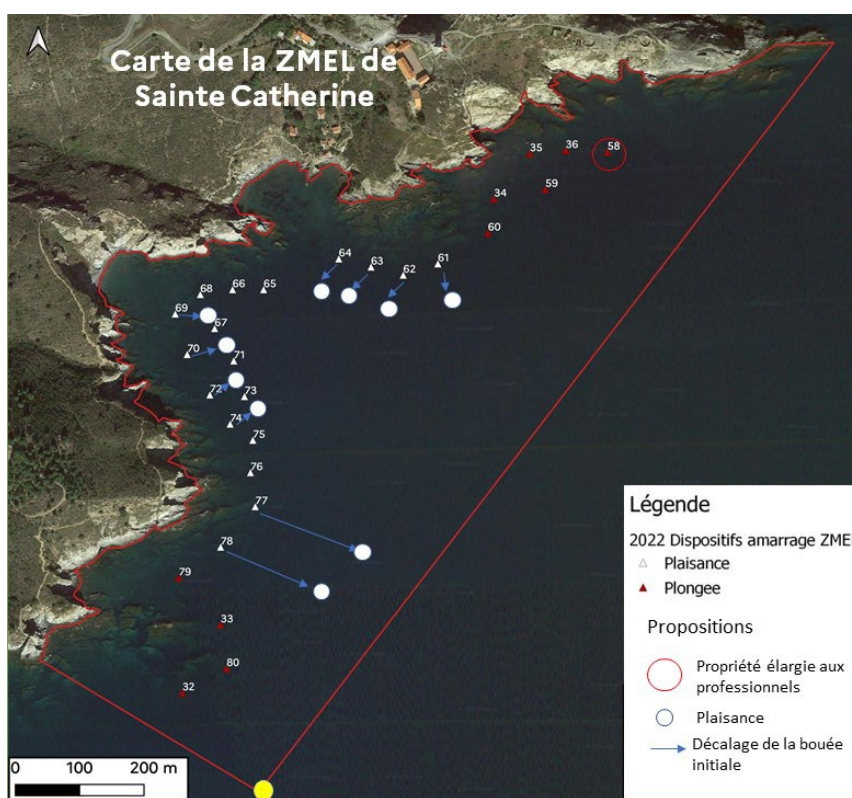 Carte de la ZMEL de
Sainte Catherine
35
36
58
59
34
60
64
63
62
61
68
66
65
69
67
70
71
72
73
74
75
76
77
78
79
33
80
32
0 100 200 m
Légende
2022 Dispositifs amarrage ZME
Plaisance
Plongee
Propositions
Propriété élargie aux
professionnels
Plaisance
Décalage de la bouée
initiale